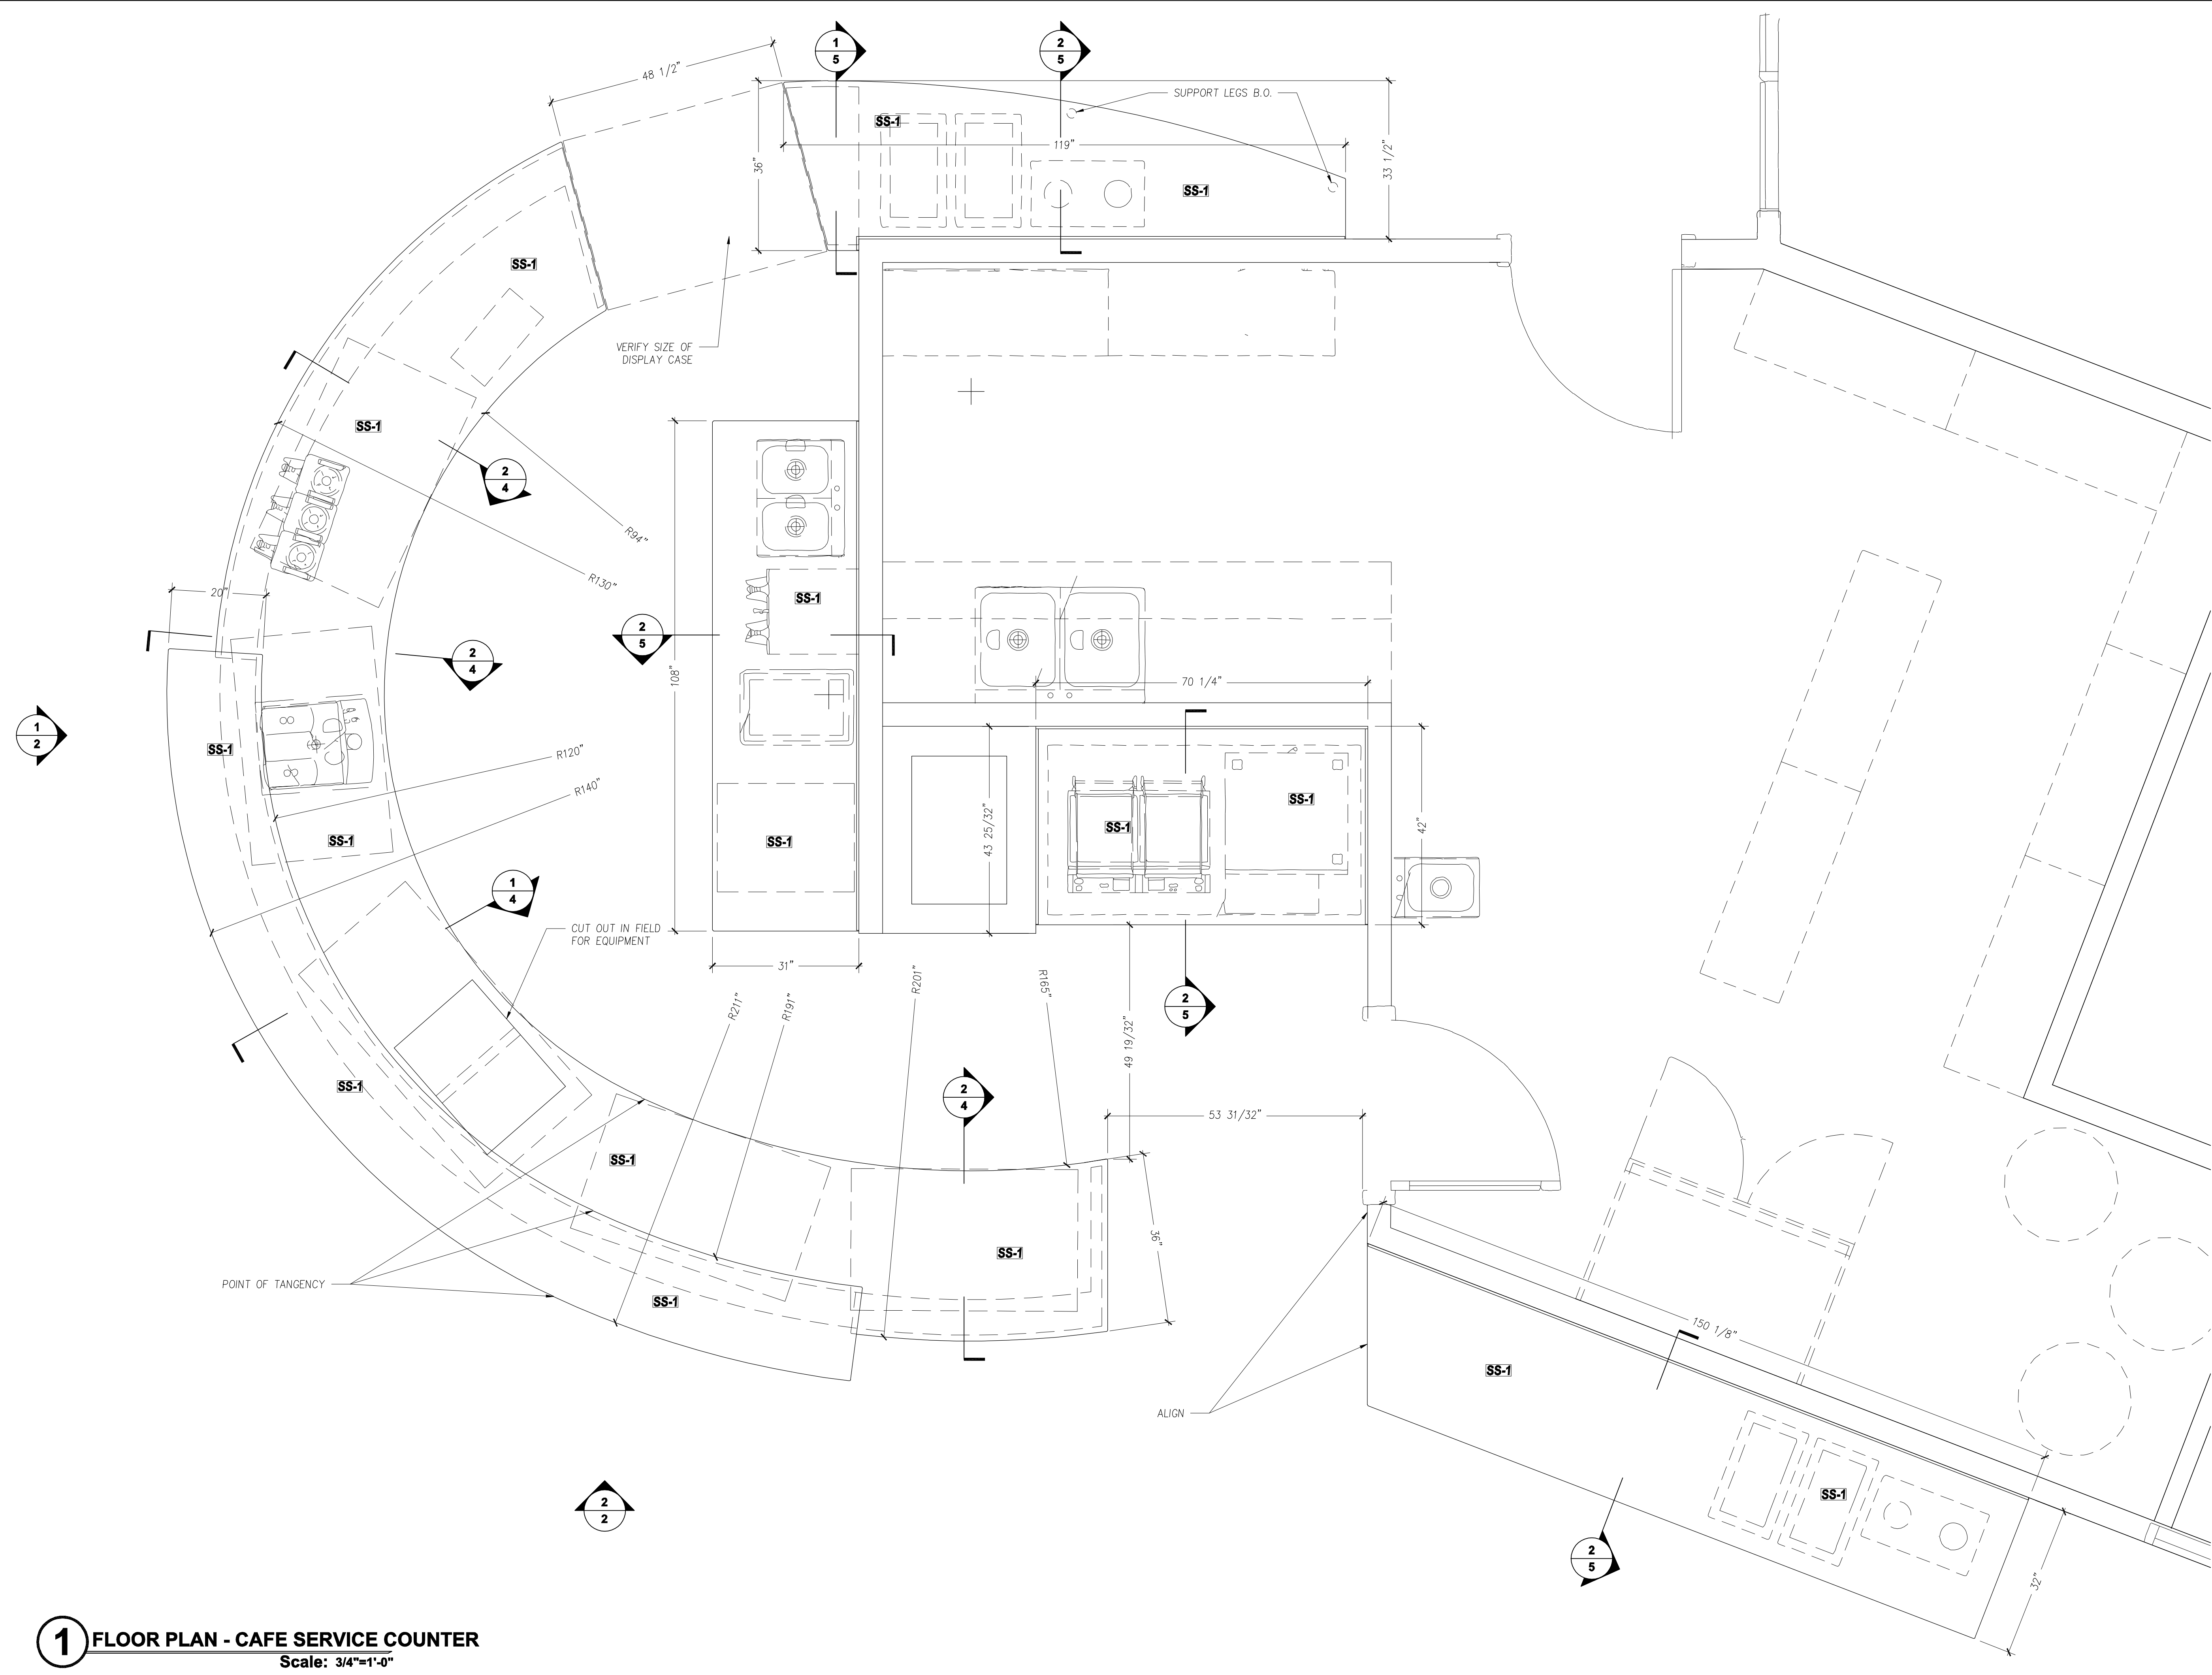 1
5
2
5
48 1/2"
SUPPORT LEGS B.O.
SS-1
119"
36"
33 1/2"
SS-1
SS-1
VERIFY SIZE OF
DISPLAY CASE
SS-1
2
4
R94"
R130"
20"
SS-1
2
5
2
4
108"
70 1/4"
1
2
SS-1
R120"
R140"
SS-1
SS-1
SS-1
SS-1
43 25/32"
42"
1
4
CUT OUT IN FIELD
FOR EQUIPMENT
31"
R211"
R191"
R201"
R165"
2
5
49 19/32"
SS-1
2
4
53 31/32"
SS-1
36"
SS-1
POINT OF TANGENCY
SS-1
150 1/8"
SS-1
ALIGN
SS-1
2
2
2
5
32"
1
FLOOR PLAN - CAFE SERVICE COUNTER
Scale: 3/4"=1'-0"